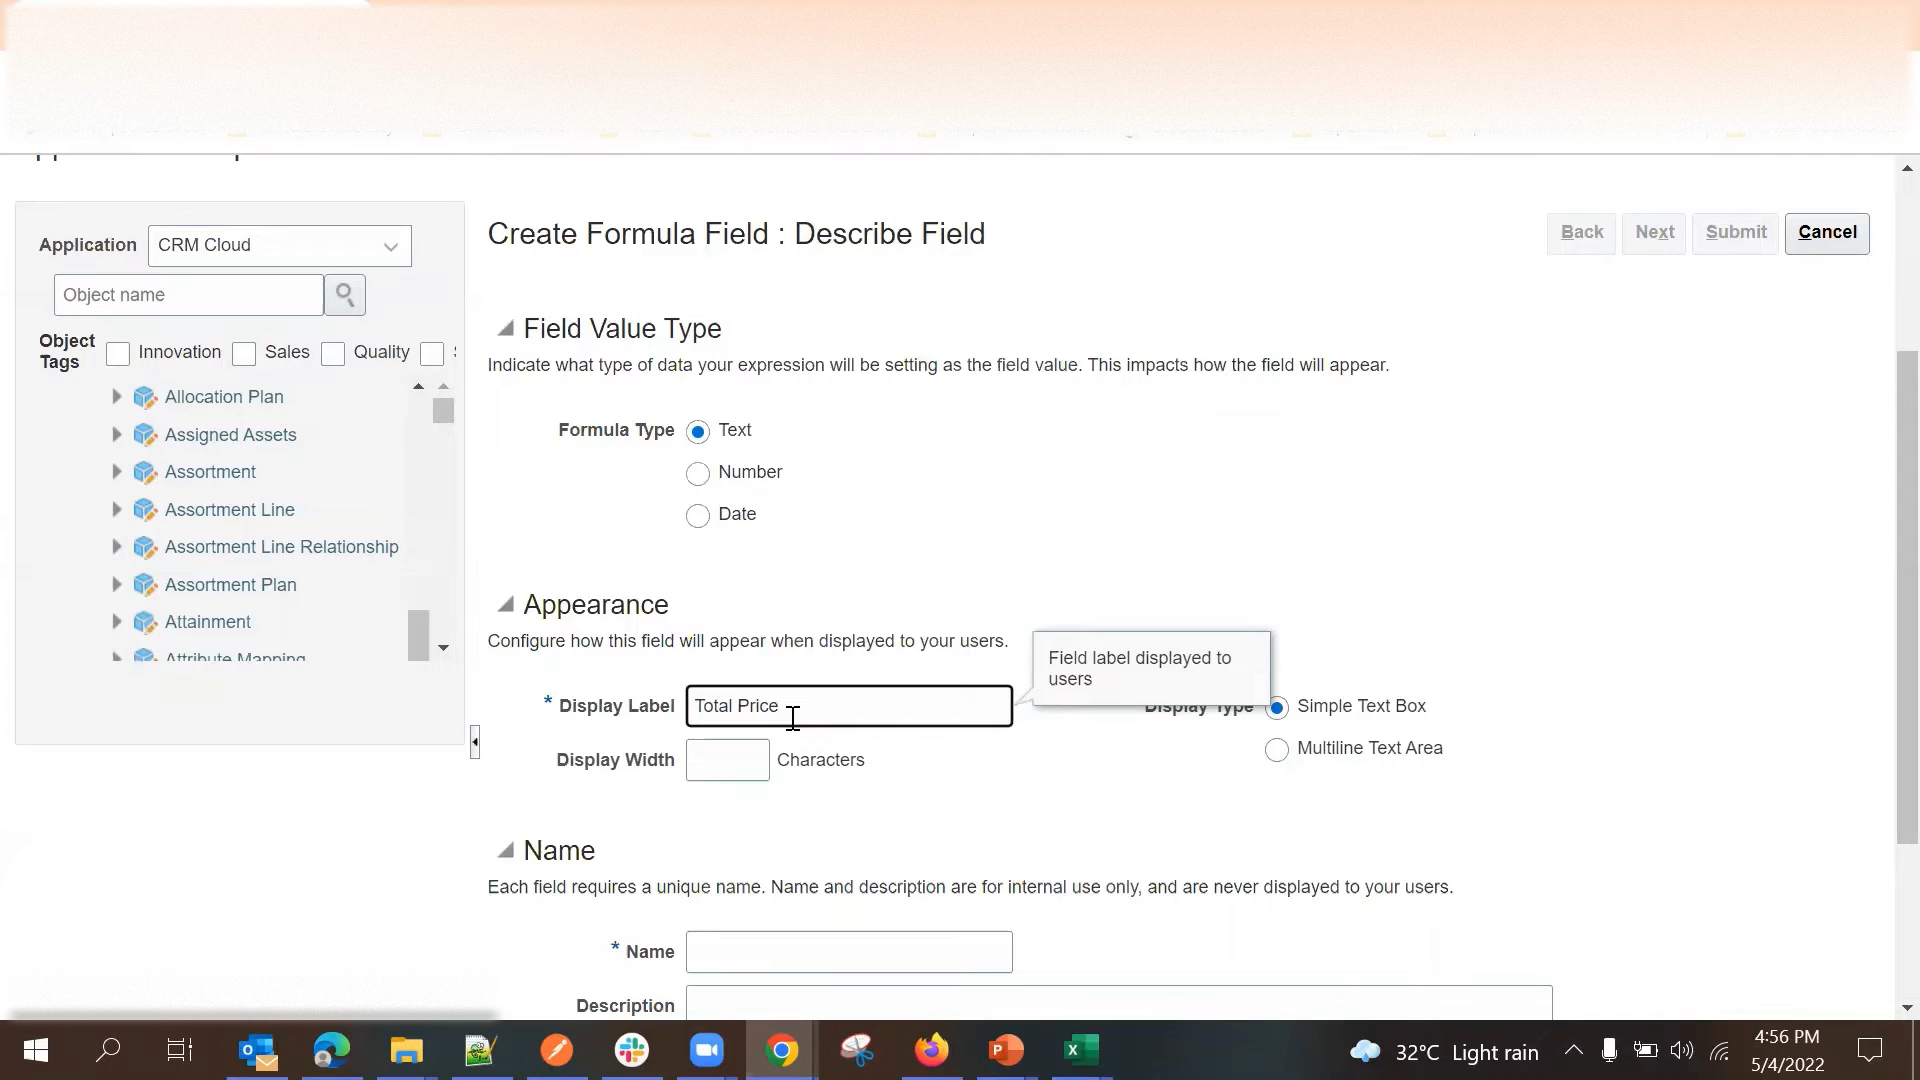 Application
CRM Cloud
Object name
Object Tags
Innovation
Sales
Quality
Allocation Plan
Assigned Assets
Assortment
Assortment Line
Assortment Line Relationship
Assortment Plan
Attainment
Attribute Mapping
Create Formula Field : Describe Field
Back
Next
Submit
Cancel
Field Value Type
Indicate what type of data your expression will be setting as the field value. This impacts how the field will appear.
Formula Type
Text
Number
Date
Appearance
Configure how this field will appear when displayed to your users.
Field label displayed to
users
* Display Label
Total Price
Display Type
Simple Text Box
Multiline Text Area
Display Width
Characters
Name
Each field requires a unique name. Name and description are for internal use only, and are never displayed to your users.
* Name
Description
32°C Light rain
4:56 PM
5/4/2022